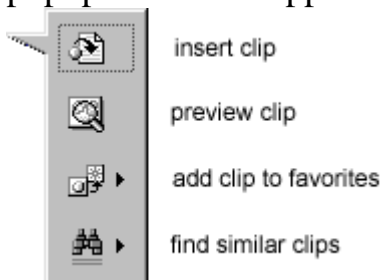 insert clip
preview clip
add clip to favorites
find similar clips